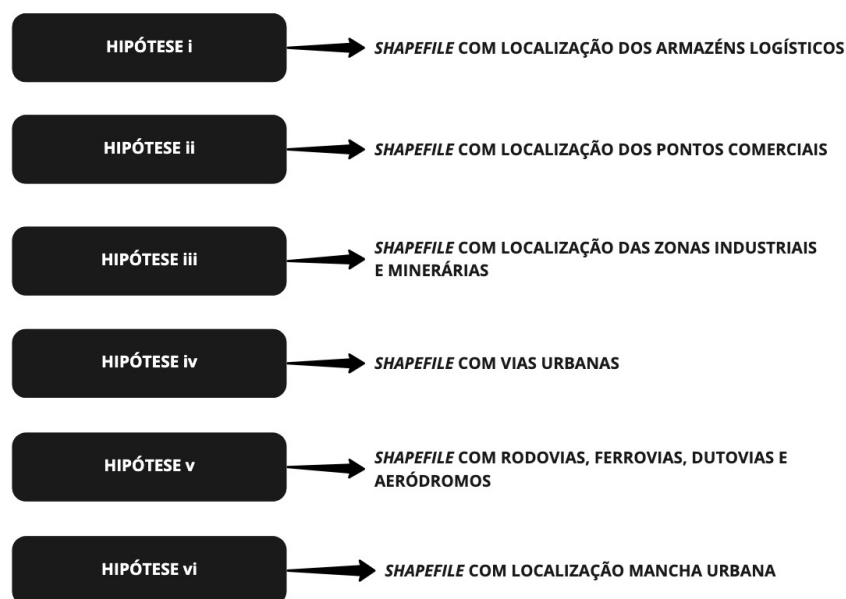 HIPÓTESE i
SHAPEFILE COM LOCALIZAÇÃO DOS ARMAZÉNS LOGÍSTICOS
HIPÓTESE ii
SHAPEFILE COM LOCALIZAÇÃO DOS PONTOS COMERCIAIS
HIPÓTESE iii
SHAPEFILE COM LOCALIZAÇÃO DAS ZONAS INDUSTRIAIS
E MINERÁRIAS
HIPÓTESE iv
SHAPEFILE COM VIAS URBANAS
HIPÓTESE v
SHAPEFILE COM RODOVIAS, FERROVIAS, DUTOVIAS E
AERÓDROMOS
HIPÓTESE vi
SHAPEFILE COM LOCALIZAÇÃO MANCHA URBANA